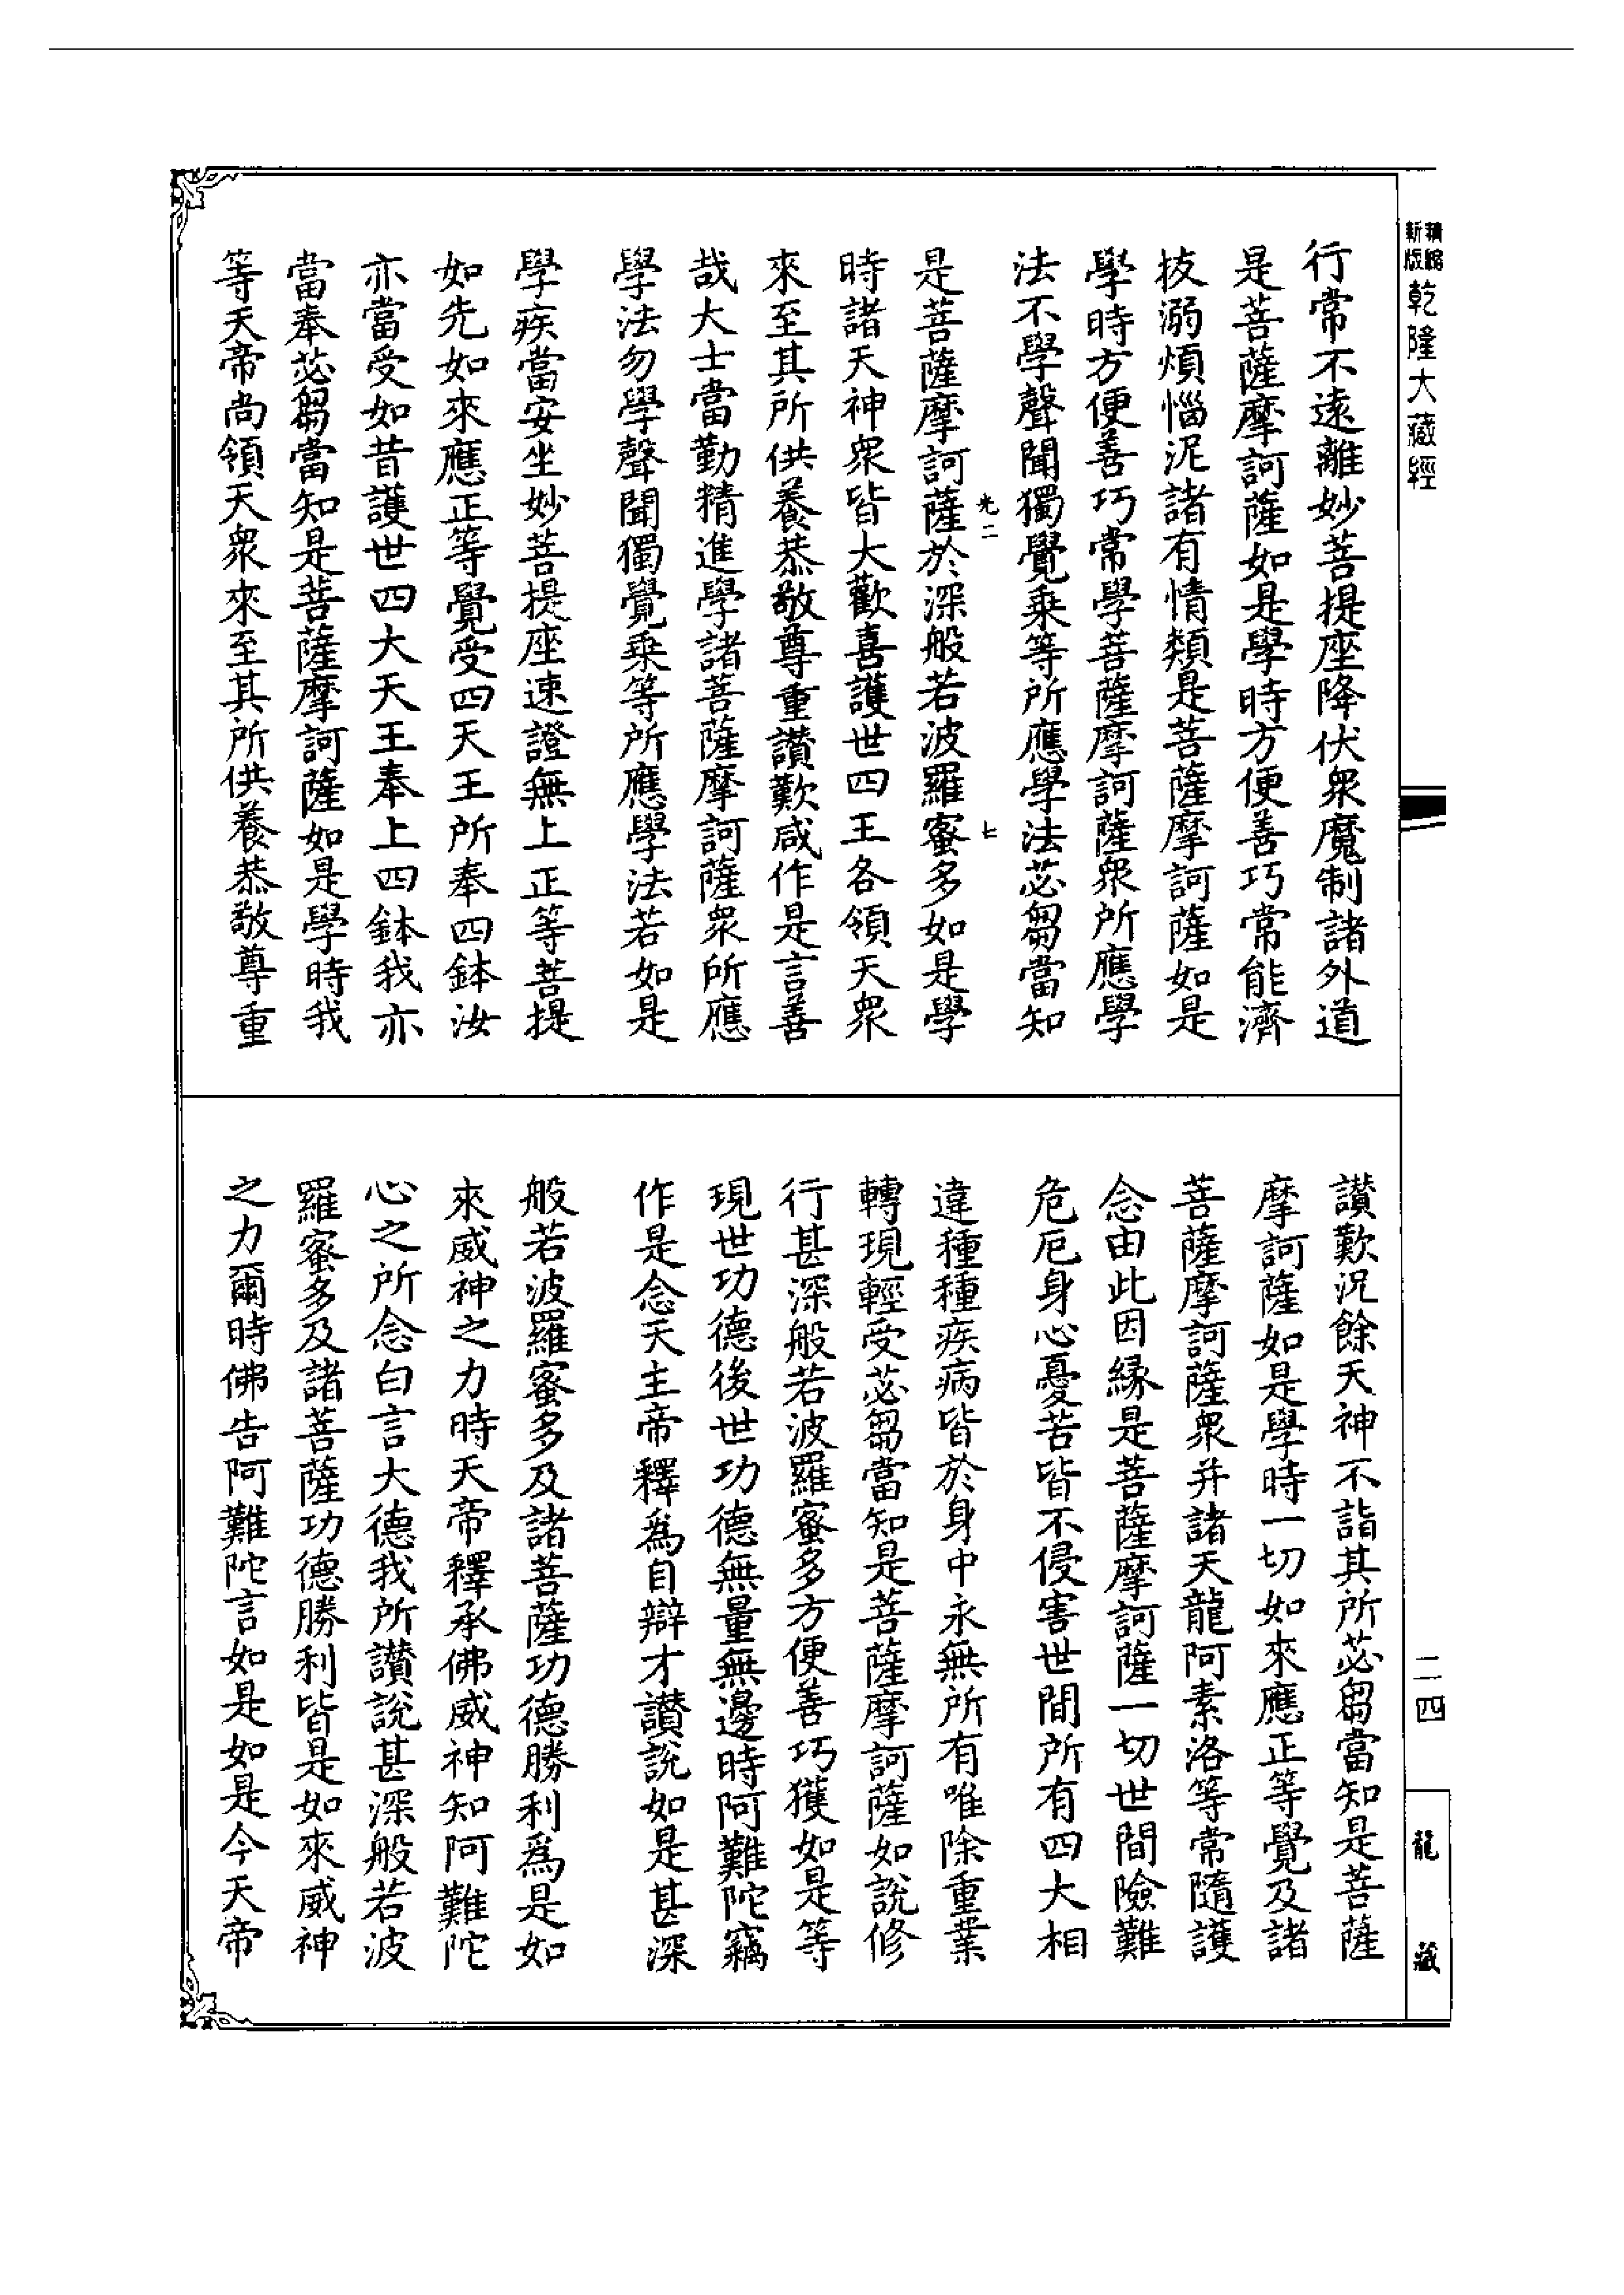 新編
新版
乾隆大藏經
行常不遠離妙菩提座降伏衆魔制諸外道
是菩薩摩訶薩如是學時方便善巧常能濟
拔溺煩惱泥諸有情類是菩薩摩訶薩如是
學時方便善巧常學菩薩摩訶薩衆所應學
法不學聲聞獨覺乗等所應學法苾芻當知
光二
七
是菩薩摩訶薩於深般若波羅蜜多如是學
時諸天神衆皆大歡喜護世四王各領天衆
來至其所供養恭敬尊重讃歎咸作是言善
哉大士當勤精進學諸菩薩摩訶薩衆所應
學法勿學聲聞獨覺乗等所應學法若如是
學疾當安坐妙菩提座速證無上正等菩提
如先如來應正等覺受四天王所奉四鉢汝
亦當受如昔護世四大天王奉上四鉢我亦
當奉苾芻當知是菩薩摩訶薩如是學時我
等天帝尚領天衆來至其所供養恭敬尊重
讃歎況餘天神不詣其所苾芻當知是菩薩
摩訶薩如是學時一切如來應正等覺及諸
菩薩摩訶薩衆并諸天龍阿素洛等常隨護
念由此因緣是菩薩摩訶薩一切世間險難
危厄身心憂苦皆不侵害世間所有四大相
違種種疾病皆於身中永無所有唯除重業
轉現輕受苾芻當知是菩薩摩訶薩如說修
行甚深般若波羅蜜多方便善巧獲如是等
現世功德後世功德無量無邊時阿難陀竊
作是念天主帝釋爲自辯才讃說如是甚深
般若波羅蜜多及諸菩薩功德勝利爲是如
來威神之力時天帝釋承佛威神知阿難陀
心之所念白言大德我所讃說甚深般若波
羅蜜多及諸菩薩功德勝利皆是如來威神
之力爾時佛告阿難陀言如是如是今天帝
二四
龍藏